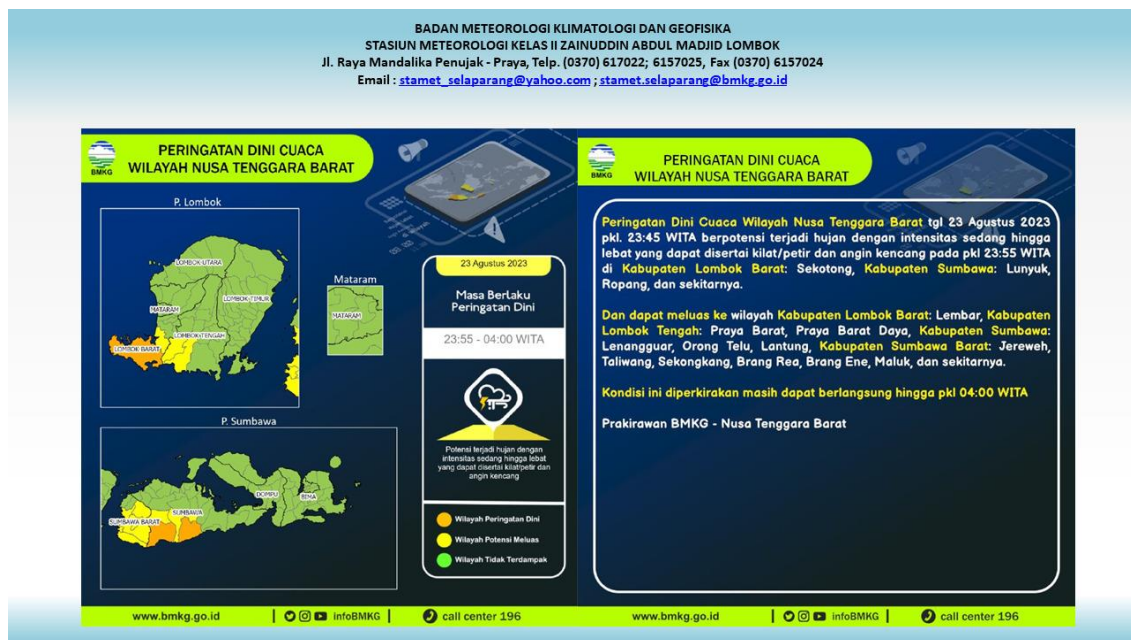 BADAN METEOROLOGI KLIMATOLOGI DAN GEOFISIKA
STASIUN METEOROLOGI KELAS II ZAINUDDIN ABDUL MADJID LOMBOK
Jl. Raya Mandalika Penujak - Praya, Telp. (0370) 617022; 6157025, Fax (0370) 6157024
Email : stamet_selaparang@yahoo.com ; stamet.selaparang@bmkg.go.id
BMKG
PERINGATAN DINI CUACA
WILAYAH NUSA TENGGARA BARAT
P. Lombok
LOMBOK UTARA
LOMBOK TIMUR
MATARAM
LOMBOK TENGAH
LOMBOK BARAT
Mataram
MATARAM
P. Sumbawa
DOMPU
BIMA
SUMBAWA
SUMBAWA BARAT
23 Agustus 2023
Masa Berlaku
Peringatan Dini
23:55 - 04:00 WITA
Potensi terjadi hujan dengan
intensitas sedang hingga lebat
yang dapat disertai kilat/petir dan
angin kencang
Wilayah Peringatan Dini
Wilayah Potensi Meluas
Wilayah Tidak Terdampak
www.bmkg.go.id
infoBMKG
call center 196
BMKG
PERINGATAN DINI CUACA
WILAYAH NUSA TENGGARA BARAT
Peringatan Dini Cuaca Wilayah Nusa Tenggara Barat tgl 23 Agustus 2023
pkl. 23:45 WITA berpotensi terjadi hujan dengan intensitas sedang hingga
lebat yang dapat disertai kilat/petir dan angin kencang pada pkl 23:55 WITA
di Kabupaten Lombok Barat: Sekotong, Kabupaten Sumbawa: Lunyuk,
Ropang, dan sekitarnya.
Dan dapat meluas ke wilayah Kabupaten Lombok Barat: Lembar, Kabupaten
Lombok Tengah: Praya Barat, Praya Barat Daya, Kabupaten Sumbawa:
Lenangguar, Orong Telu, Lantung, Kabupaten Sumbawa Barat: Jereweh,
Taliwang, Sekongkang, Brang Rea, Brang Ene, Maluk, dan sekitarnya.
Kondisi ini diperkirakan masih dapat berlangsung hingga pkl 04:00 WITA
Prakirawan BMKG - Nusa Tenggara Barat
www.bmkg.go.id
infoBMKG
call center 196